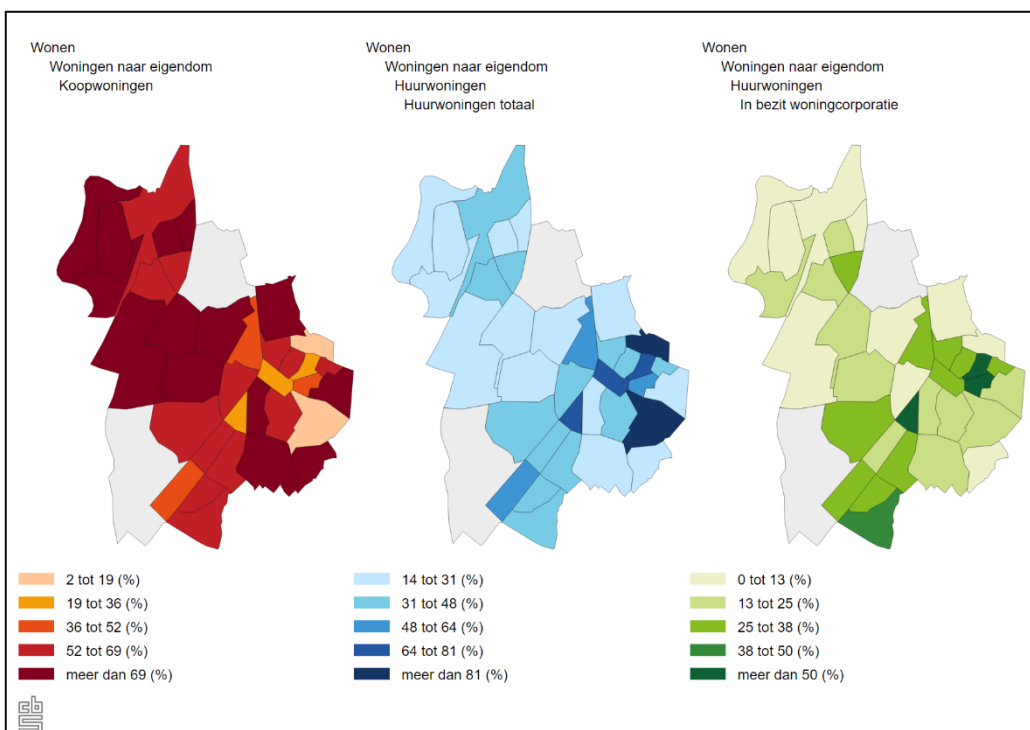 Wonen
Woningen naar eigendom
Koopwoningen
Wonen
Woningen naar eigendom
Huurwoningen
Huurwoningen totaal
Wonen
Woningen naar eigendom
Huurwoningen
In bezit woningcorporatie
2 tot 19 (%)
19 tot 36 (%)
36 tot 52 (%)
52 tot 69 (%)
meer dan 69 (%)
14 tot 31 (%)
31 tot 48 (%)
48 tot 64 (%)
64 tot 81 (%)
meer dan 81 (%)
0 tot 13 (%)
13 tot 25 (%)
25 tot 38 (%)
38 tot 50 (%)
meer dan 50 (%)
cb